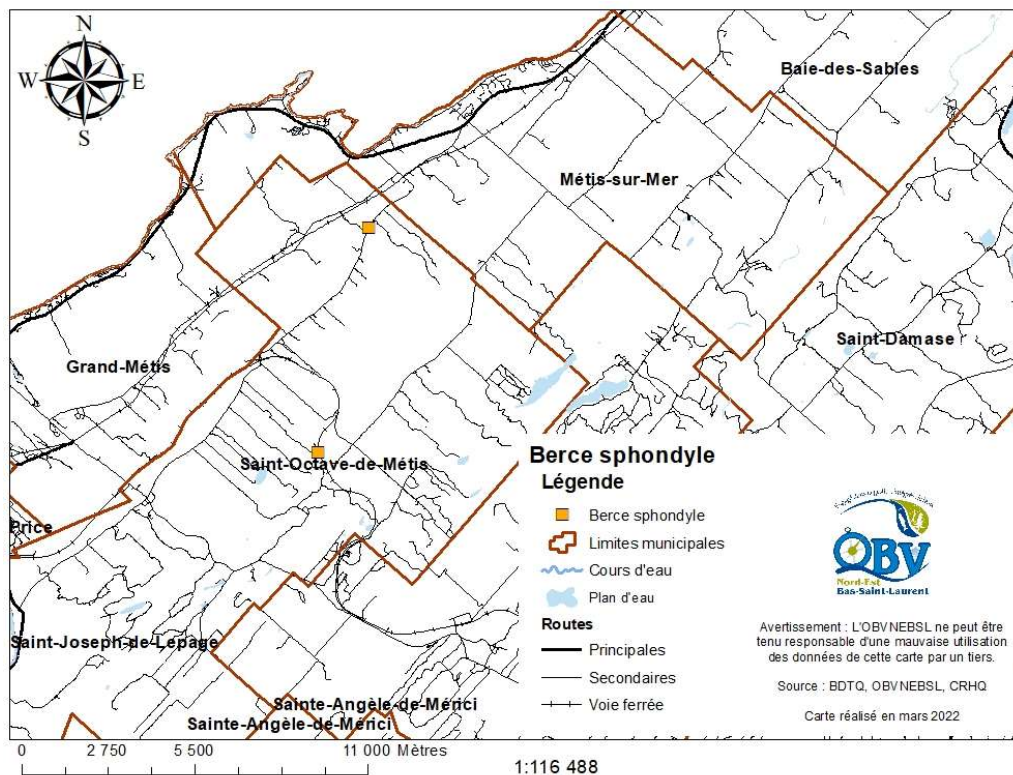 N
W
E
S
Baie-des-Sables
Métis-sur-Mer
Saint-Damase
Grand-Métis
Saint-Octave-de-Métis
Price
Saint-Joseph-de-Lepage
Sainte-Angèle-de-Mérici
Sainte-Angèle-de-Mérici
Berce sphondyle
Légende
Berce sphondyle
Limites municipales
Cours d'eau
Plan d'eau
Routes
Principales
Secondaires
Voie ferrée
OBV
Nord-Est
Bas-Saint-Laurent
Avertissement : L'OBVNEBSL ne peut être
tenu responsable d'une mauvaise utilisation
des données de cette carte par un tiers.
Source : BDTQ, OBVNEBSL, CRHQ
Carte réalisé en mars 2022
0 2 750 5 500 11 000 Mètres
1:116 488